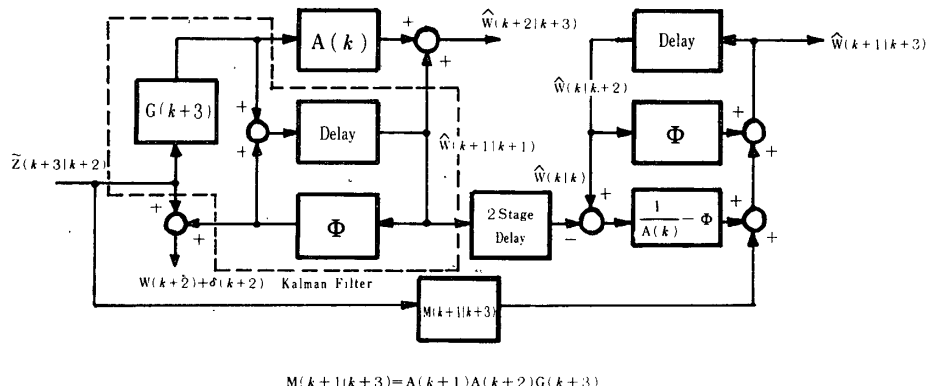 A(k)
+
+
Ŵ(k+2|k+3)
Delay
Ŵ(k+1|k+3)
G(k+3)
+
+
Delay
Ŵ(k|k+2)
Φ
+
+
Z̃(k+3|k+2)
Ŵ(k+1|k+1)
Ŵ(k|k)
+
+
Φ
2 Stage
Delay
+
−
1/A(k) − Φ
+
+
W(k+2)+δ(k+2) Kalman Filter
M(k+1|k+3)
M(k+1|k+3)=A(k+1)A(k+2)G(k+3)